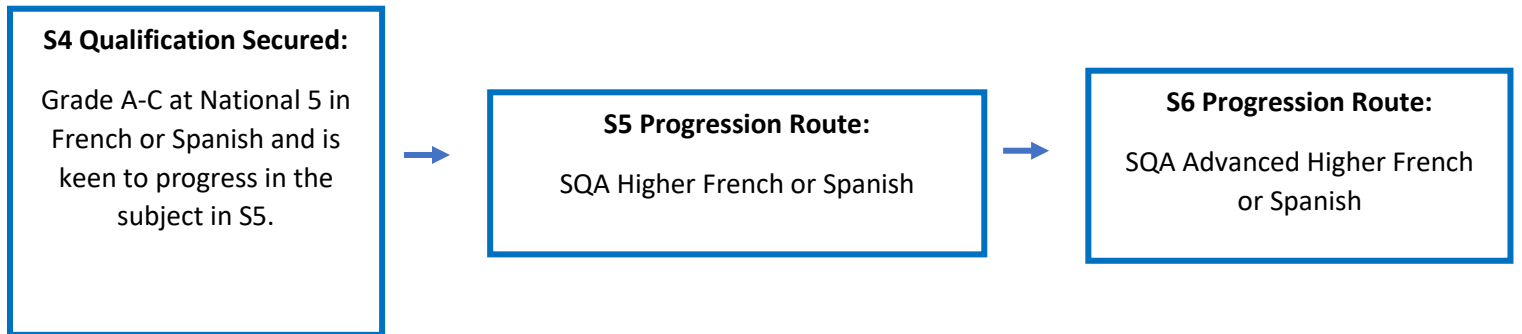 S4 Qualification Secured:
Grade A-C at National 5 in
French or Spanish and is
keen to progress in the
subject in S5.
S5 Progression Route:
SQA Higher French or Spanish
S6 Progression Route:
SQA Advanced Higher French
or Spanish